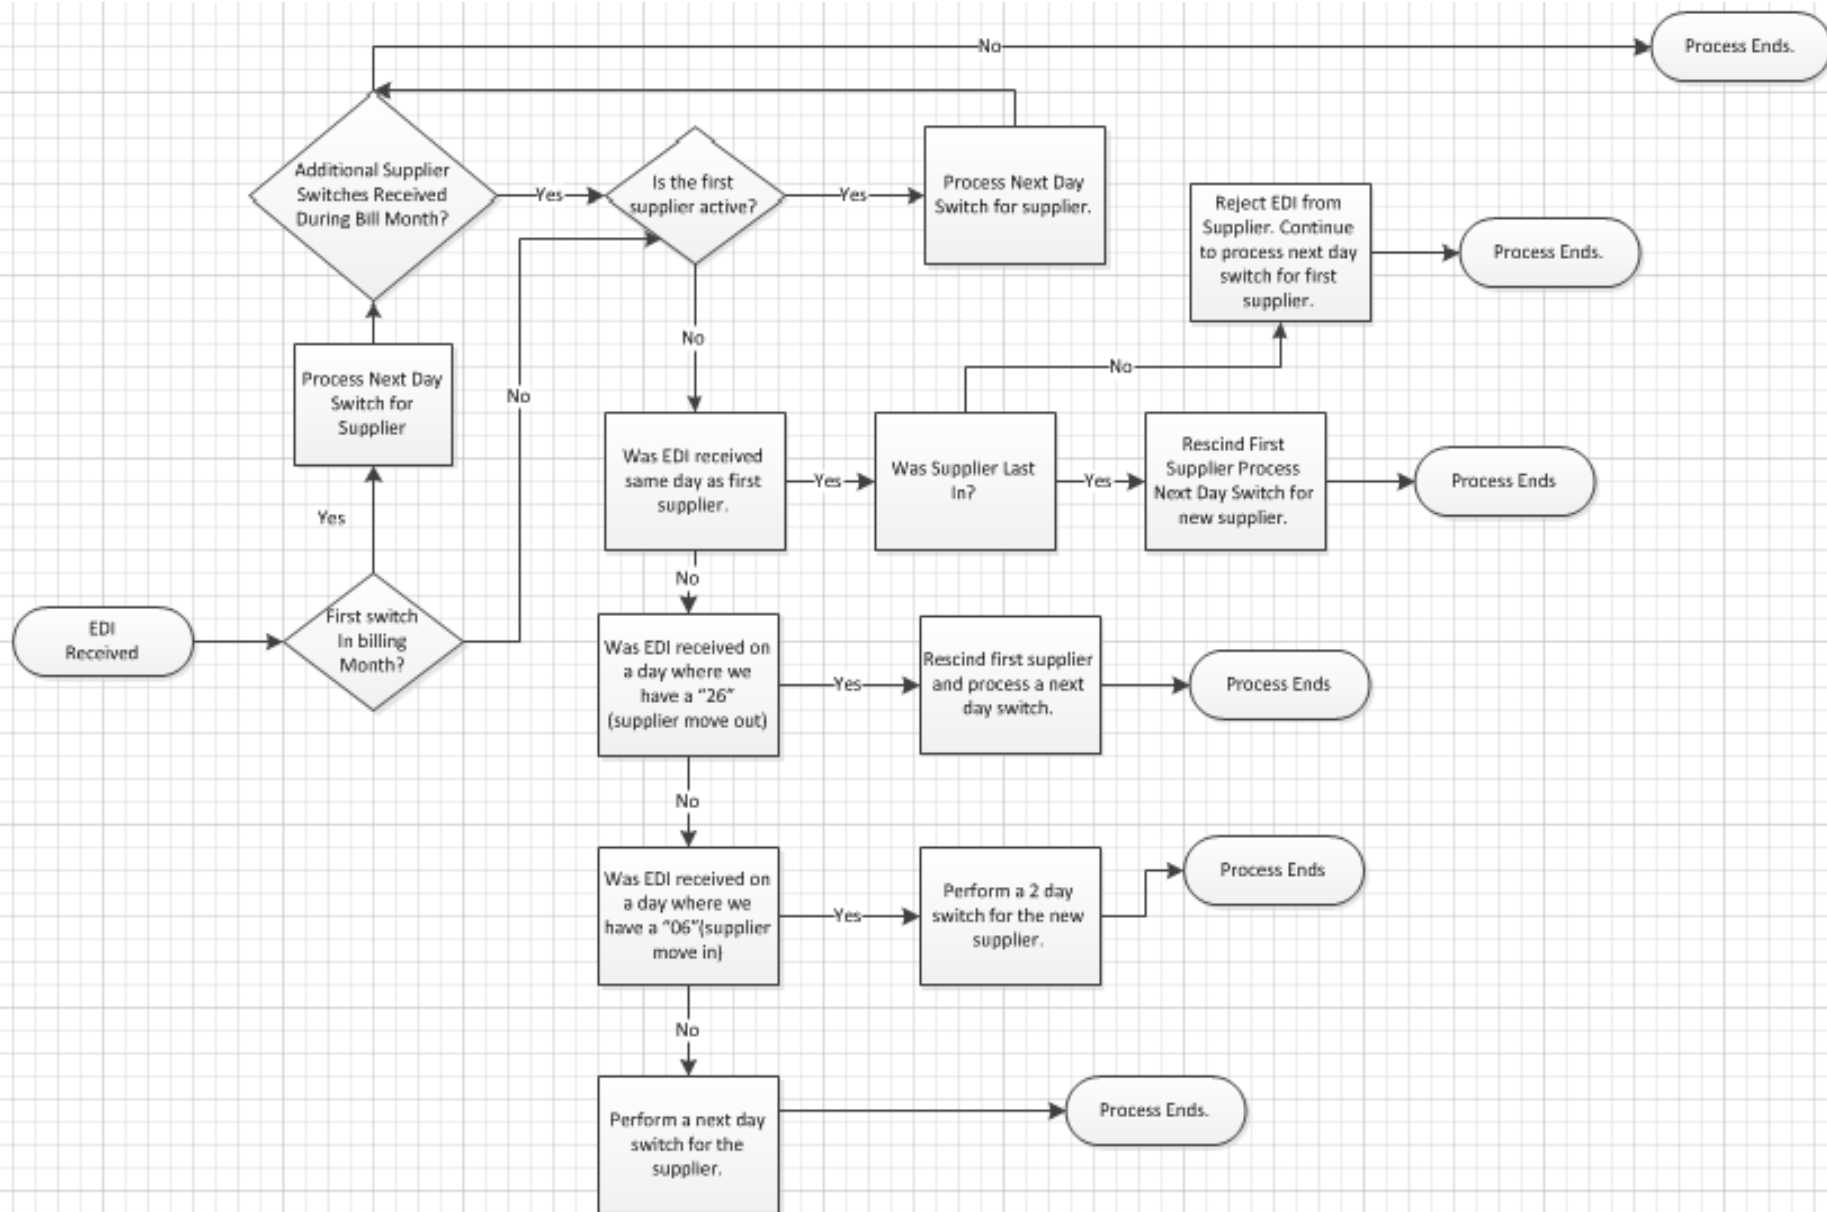 No
Process Ends.
Additional Supplier
Switches Received
During Bill Month?
Yes
Is the first
supplier active?
Yes
Process Next Day
Switch for supplier.
Reject EDI from
Supplier. Continue
to process next day
switch for first
supplier.
Process Ends.
No
No
Process Next Day
Switch for
Supplier
No
Was EDI received
same day as first
supplier.
Yes
Was Supplier Last
In?
Yes
Rescind First
Supplier Process
Next Day Switch for
new supplier.
Process Ends
Yes
No
EDI
Received
First switch
In billing
Month?
Was EDI received on
a day where we
have a “26”
(supplier move out)
Yes
Rescind first supplier
and process a next
day switch.
Process Ends
No
Was EDI received on
a day where we
have a “06”(supplier
move in)
Yes
Perform a 2 day
switch for the new
supplier.
Process Ends
No
Perform a next day
switch for the
supplier.
Process Ends.